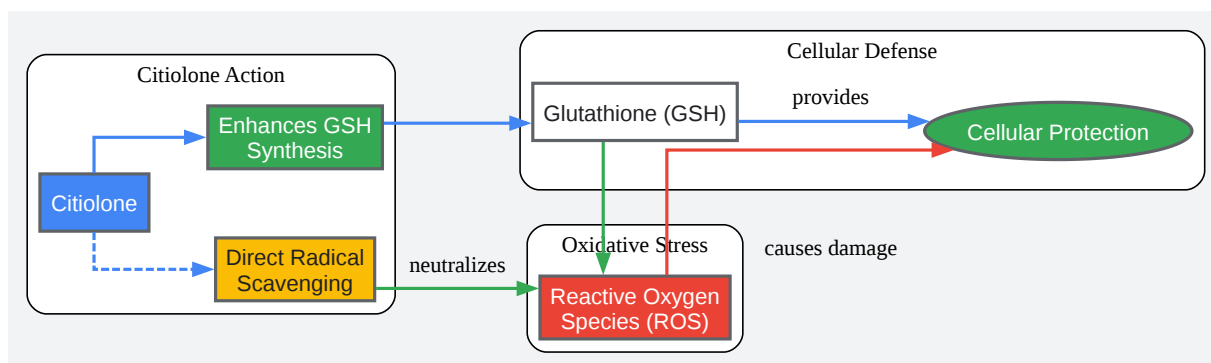 Citiolone Action
Enhances GSH
Synthesis
Citiolone
Direct Radical
Scavenging
neutralizes
Cellular Defense
Glutathione (GSH)
provides
Cellular Protection
Oxidative Stress
causes damage
Reactive Oxygen
Species (ROS)